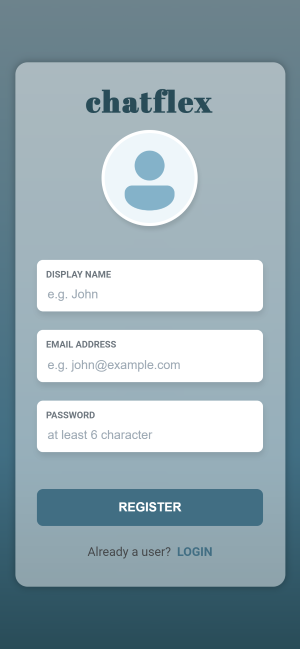 chatflex
DISPLAY NAME
e.g. John
EMAIL ADDRESS
e.g. john@example.com
PASSWORD
at least 6 character
REGISTER
Already a user? LOGIN